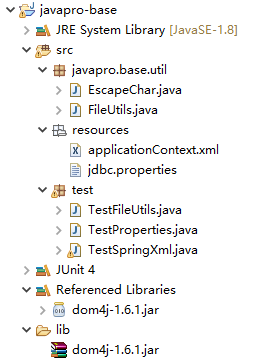 javapro-base
JRE System Library [JavaSE-1.8]
src
javapro.base.util
EscapeChar.java
FileUtils.java
resources
applicationContext.xml
jdbc.properties
test
TestFileUtils.java
TestProperties.java
TestSpringXml.java
JUnit 4
Referenced Libraries
dom4j-1.6.1.jar
lib
dom4j-1.6.1.jar